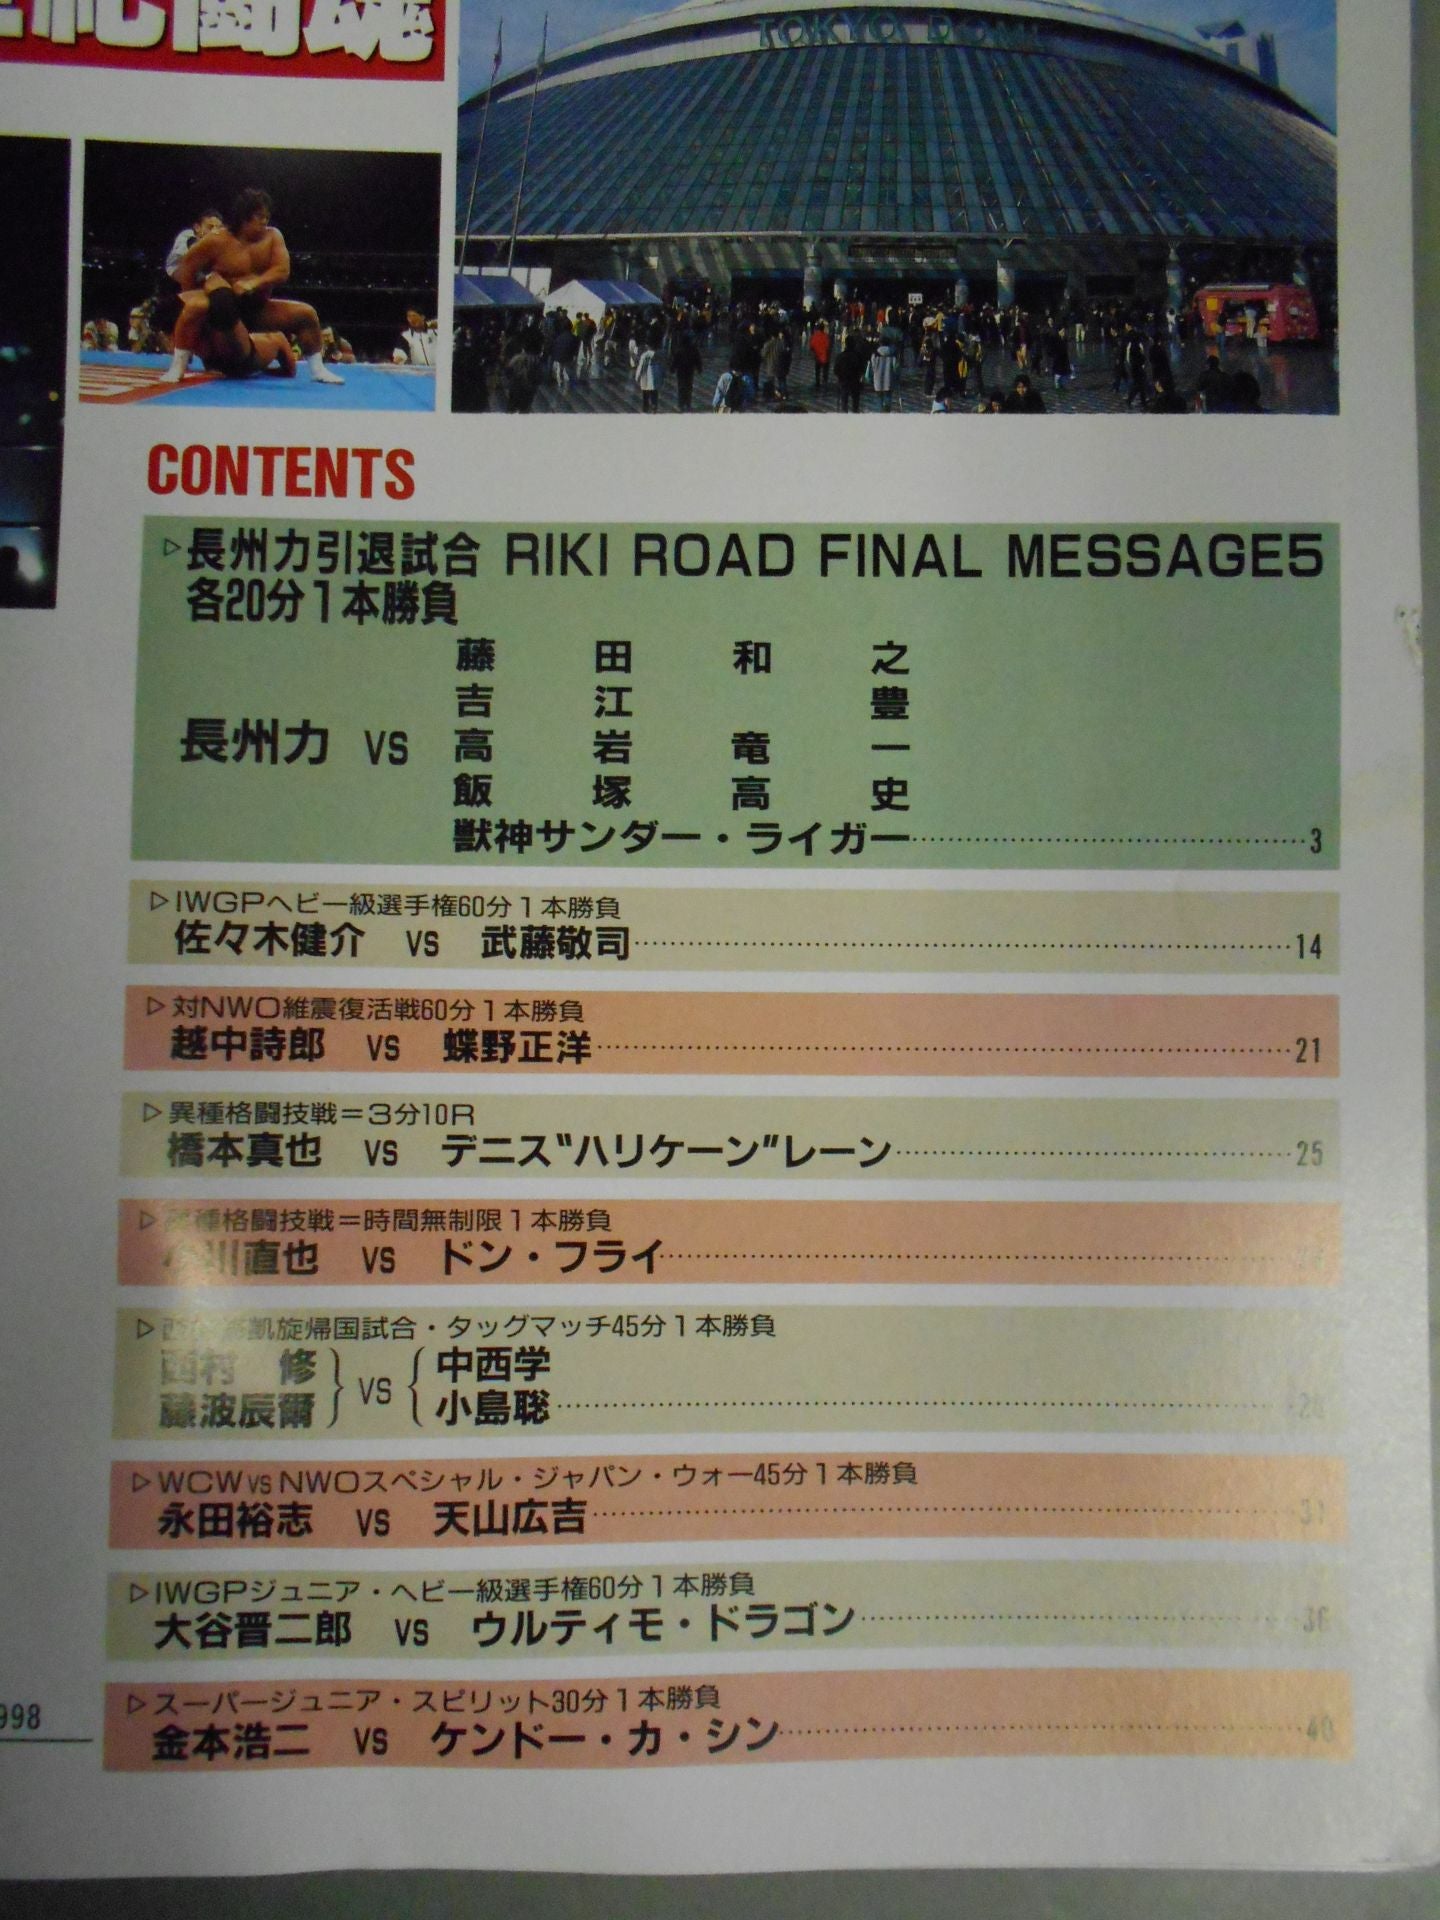 TOKYO DOME
CONTENTS
▷長州力引退試合 RIKI ROAD FINAL MESSAGE5
各20分1本勝負
長州力 VS
藤田和之
吉江豊
高岩竜一
飯塚高史
獣神サンダー・ライガー 3
▷IWGPヘビー級選手権60分1本勝負
佐々木健介 VS 武藤敬司 14
▷対NWO維震復活戦60分1本勝負
越中詩郎 VS 蝶野正洋 21
▷異種格闘技戦＝3分10R
橋本真也 VS デニス“ハリケーン”レーン 25
▷異種格闘技戦＝時間無制限1本勝負
小川直也 VS ドン・フライ
▷西村修凱旋帰国試合・タッグマッチ45分1本勝負
西村 修
藤波辰爾
VS
中西学
小島聡
▷WCW VS NWOスペシャル・ジャパン・ウォー45分1本勝負
永田裕志 VS 天山広吉 31
▷IWGPジュニア・ヘビー級選手権60分1本勝負
大谷晋二郎 VS ウルティモ・ドラゴン 36
▷スーパージュニア・スピリット30分1本勝負
金本浩二 VS ケンドー・カ・シン 40
998